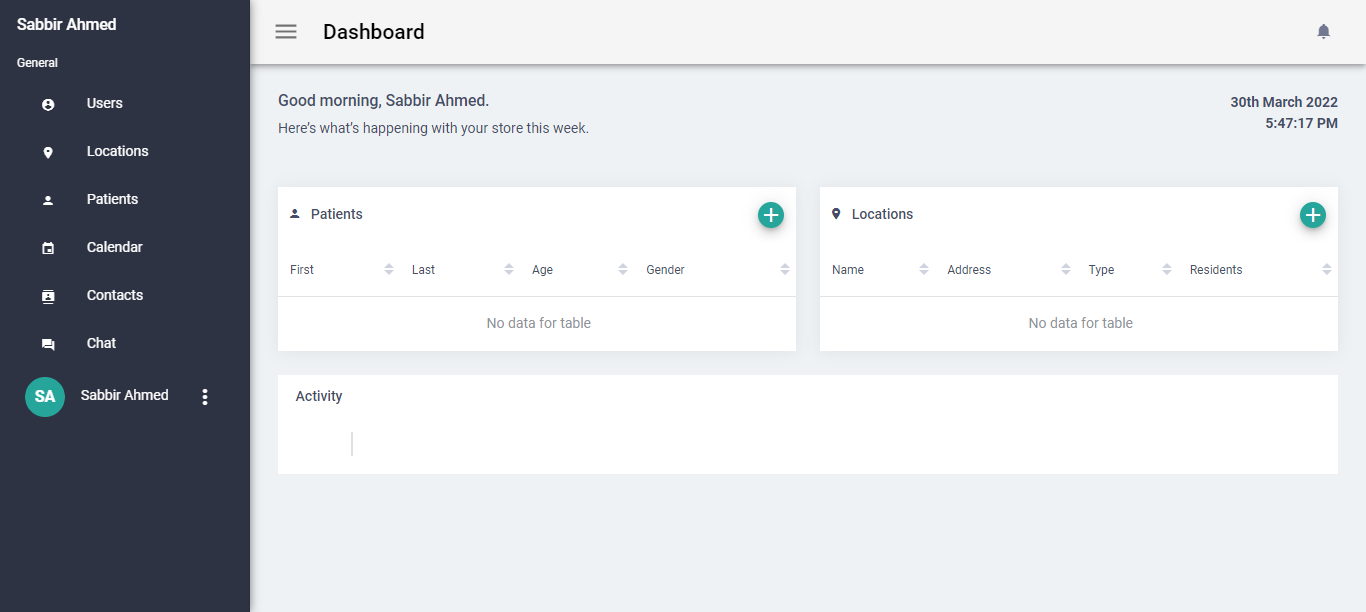 Sabbir Ahmed
General
Users
Locations
Patients
Calendar
Contacts
Chat
SA Sabbir Ahmed
Dashboard
Good morning, Sabbir Ahmed.
Here's what's happening with your store this week.
30th March 2022
5:47:17 PM
Patients
First Last Age Gender
No data for table
Locations
Name Address Type Residents
No data for table
Activity